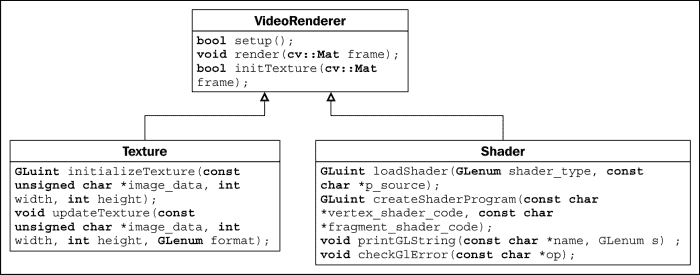 VideoRenderer
bool setup();
void render(cv::Mat frame);
bool initTexture(cv::Mat
frame);
Texture
GLuint initializeTexture(const
unsigned char *image_data, int
width, int height);
void updateTexture(const
unsigned char *image_data, int
width, int height, GLenum format) ;
Shader
GLuint loadShader(GLenum shader_type, const
char *p_source);
GLuint createShaderProgram(const char
*vertex_shader_code, const char
*fragment_shader_code);
void printGLString(const char *name, GLenum s) ;
void checkGlError(const char *op);